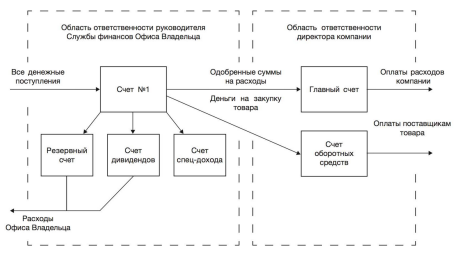 Область ответственности руководителя
Службы финансов Офиса Владельца
Область ответственности
директора компании
Все денежные
поступления
Счет №1
Одобренные суммы
на расходы
Деньги на закупку
товара
Главный счет
Оплаты расходов
компании
Резервный
счет
Счет
дивидендов
Счет
спец-дохода
Счет
оборотных
средств
Оплаты поставщикам
товара
Расходы
Офиса Владельца